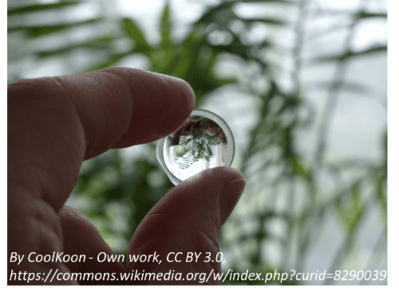 By CoolKoon - Own work, CC BY 3.0,
https://commons.wikimedia.org/w/index.php?curid=8290039